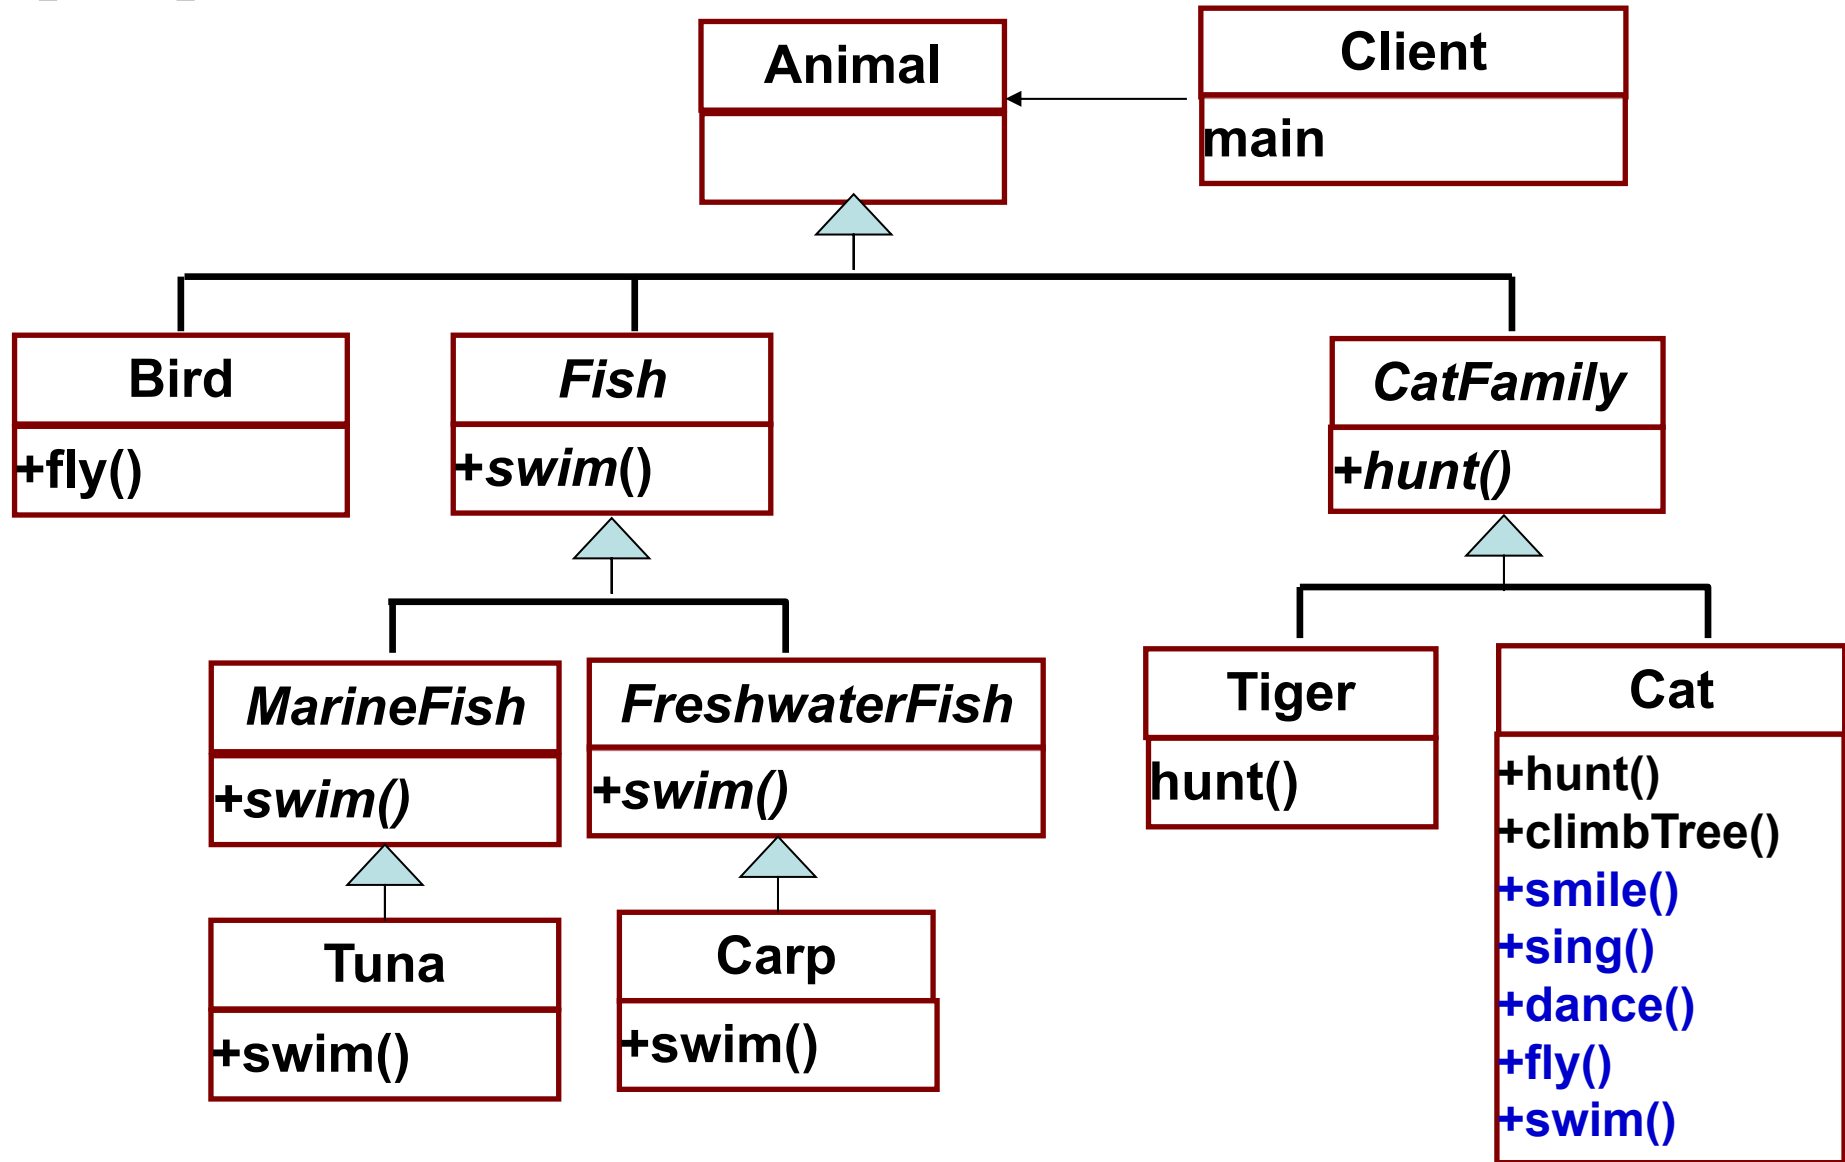 Animal
Client
main
Bird
+fly()
Fish
+swim()
CatFamily
+hunt()
MarineFish
+swim()
FreshwaterFish
+swim()
Tiger
hunt()
Cat
+hunt()
+climbTree()
+smile()
+sing()
+dance()
+fly()
+swim()
Tuna
+swim()
Carp
+swim()